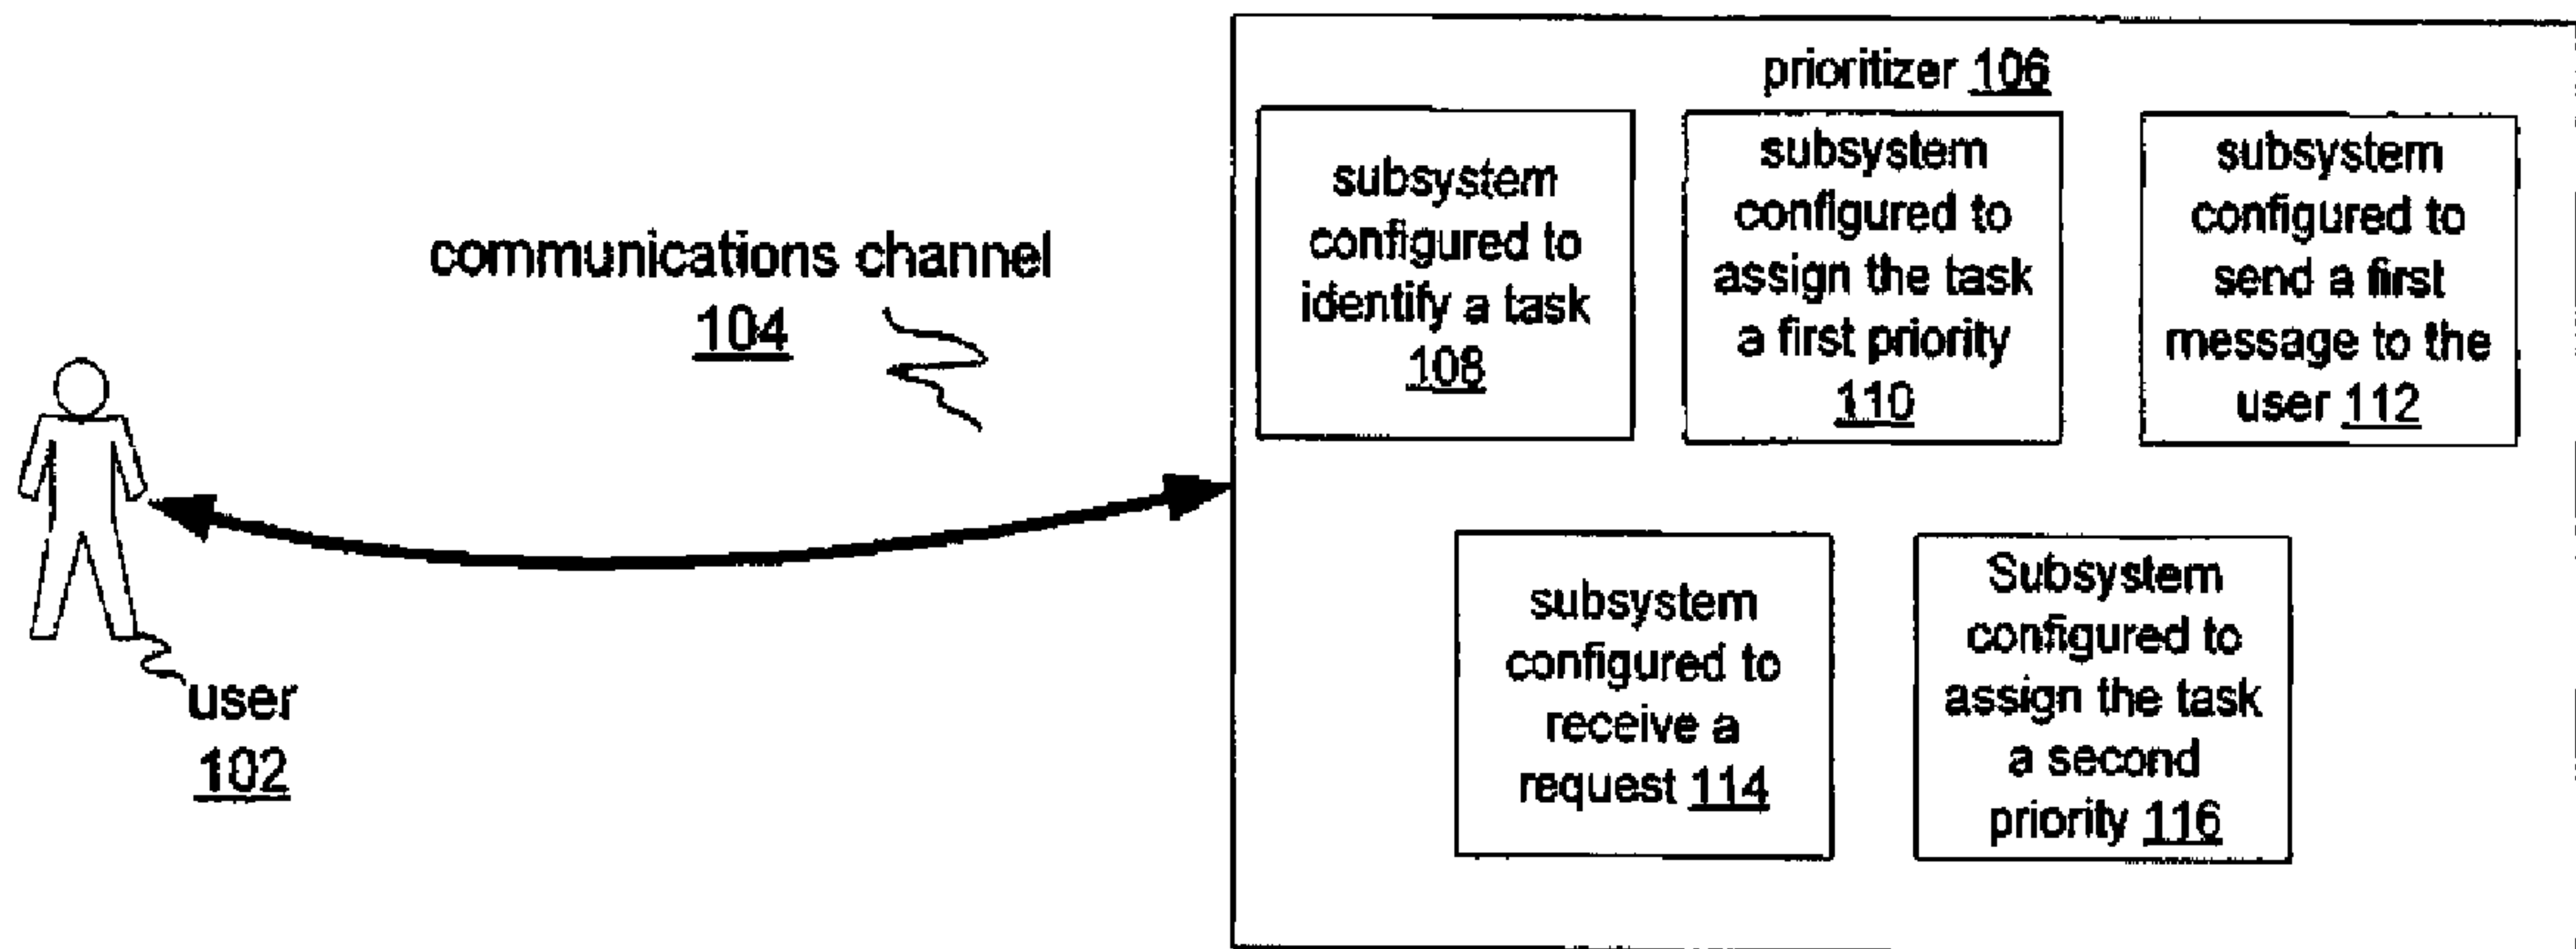 communications channel
104
user
102
prioritizer 106
subsystem
configured to
identify a task
108
subsystem
configured to
assign the task
a first priority
110
subsystem
configured to
send a first
message to the
user 112
subsystem
configured to
receive a
request 114
Subsystem
configured to
assign the task
a second
priority 116